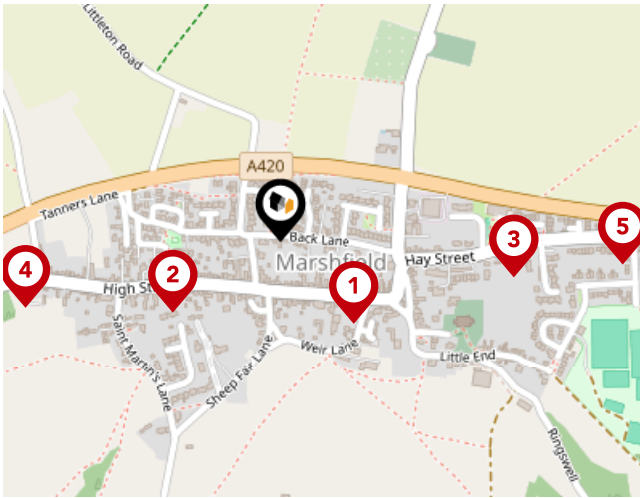 Littleton Road
A420
Tanners Lane
Back Lane
Marshfield
Hay Street
3
5
4
2
High St
1
Saint Martin's Lane
Sheep Fair Lane
Weir Lane
Little End
Ringswell